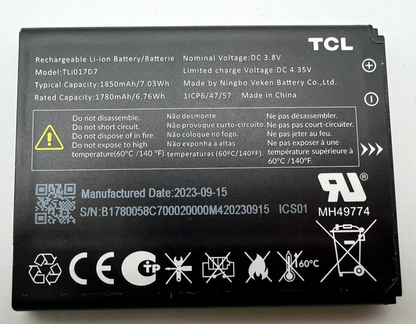 Rechargeable Li-ion Battery/Batterie
Model: TLi017D7
Typical Capacity: 1850mAh/7.03Wh
Rated Capacity: 1780mAh/6.76Wh
Nominal Voltage:DC 3.8V
Limited charge Voltage:DC 4.35V
Made by Ningbo Veken Battery Co.,Ltd.
1ICP6/47/57 Made in China
TCL
Do not disassemble.
Do not short circuit.
Do not dispose of in fire.
Do not expose to high
temperature(60℃ /140 ℉).
Não desmonte
Não provoque curto-circuito.
Não coloque no fogo.
Não exponha a altas
temperaturas (60℃/140℉).
Ne pas désassembler.
Ne pas court-circuiter.
Ne pas jeter au feu.
Ne pas exposer à une
température supérieure à
60℃ /140 ℉.
Manufactured Date:2023-09-15
S/N:B1780058C700020000M420230915 ICS01
MH49774
60℃